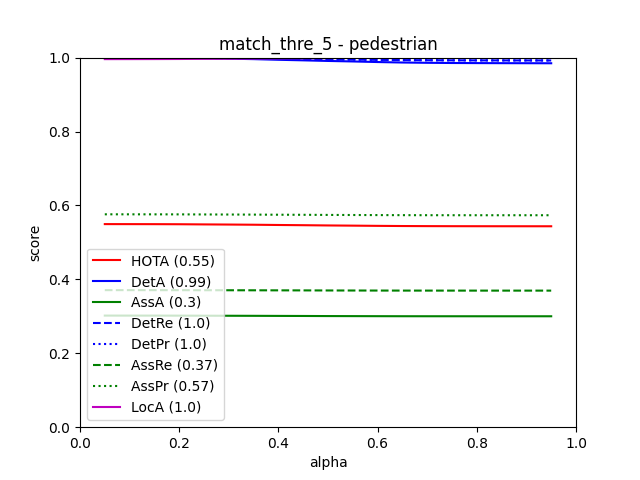 match_thre_5 - pedestrian
score
1.0
0.8
0.6
0.4
0.2
0.0
HOTA (0.55)
DetA (0.99)
AssA (0.3)
DetRe (1.0)
DetPr (1.0)
AssRe (0.37)
AssPr (0.57)
LocA (1.0)
0.0 0.2 0.4 0.6 0.8 1.0
alpha